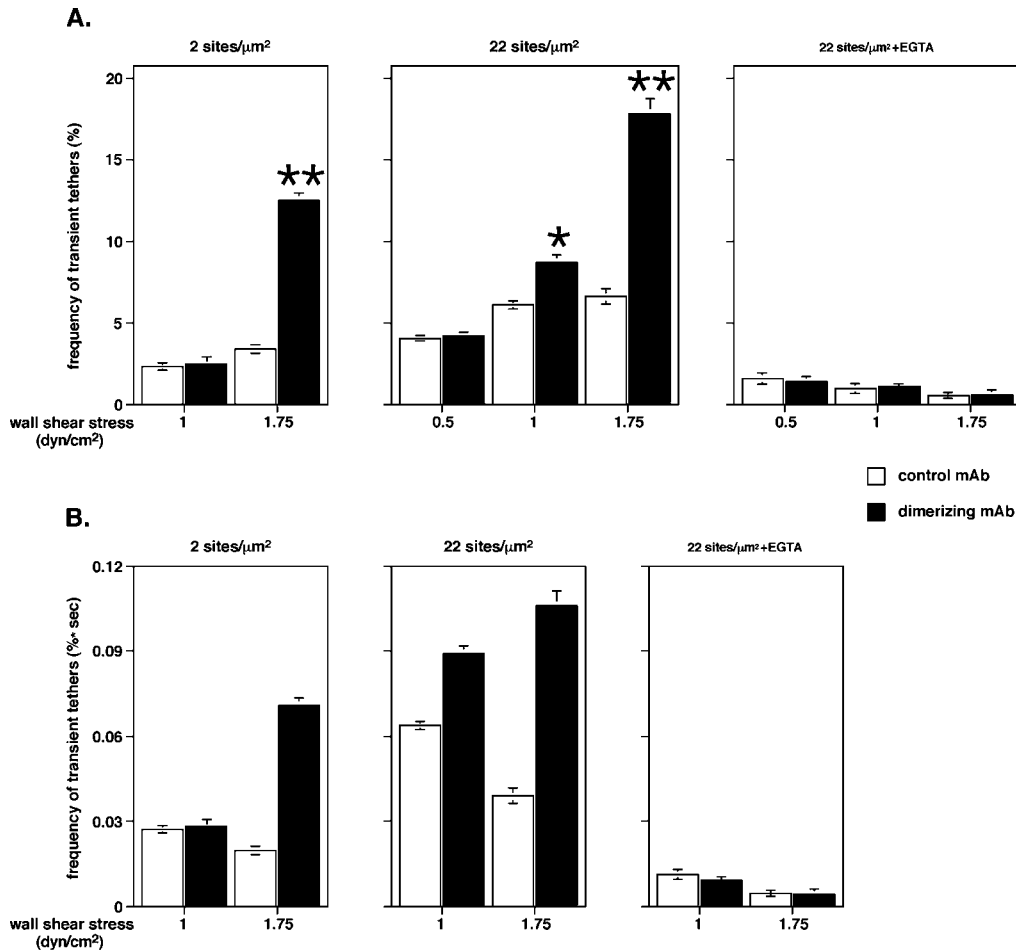 A.
2 sites/μm²
22 sites/μm²
22 sites/μm²+EGTA
frequency of transient tethers (%)
20
15
10
5
0
★★
★
★★
wall shear stress
(dyn/cm²)
1
1.75
0.5
1
1.75
0.5
1
1.75
control mAb
dimerizing mAb
B.
2 sites/μm²
22 sites/μm²
22 sites/μm²+EGTA
frequency of transient tethers (%* sec)
0.12
0.09
0.06
0.03
0
wall shear stress
(dyn/cm²)
1
1.75
1
1.75
1
1.75